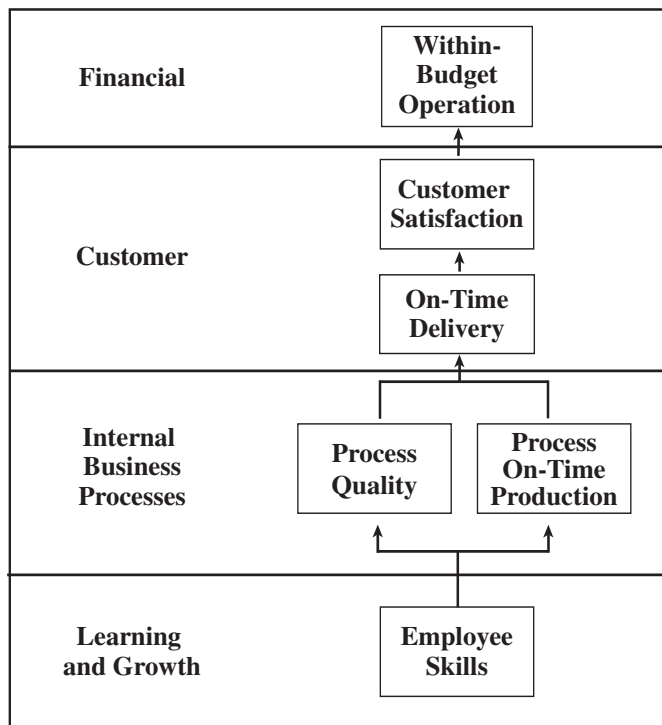 Financial
Within-
Budget
Operation
Customer
Customer
Satisfaction
On-Time
Delivery
Internal
Business
Processes
Process
Quality
Process
On-Time
Production
Learning
and Growth
Employee
Skills